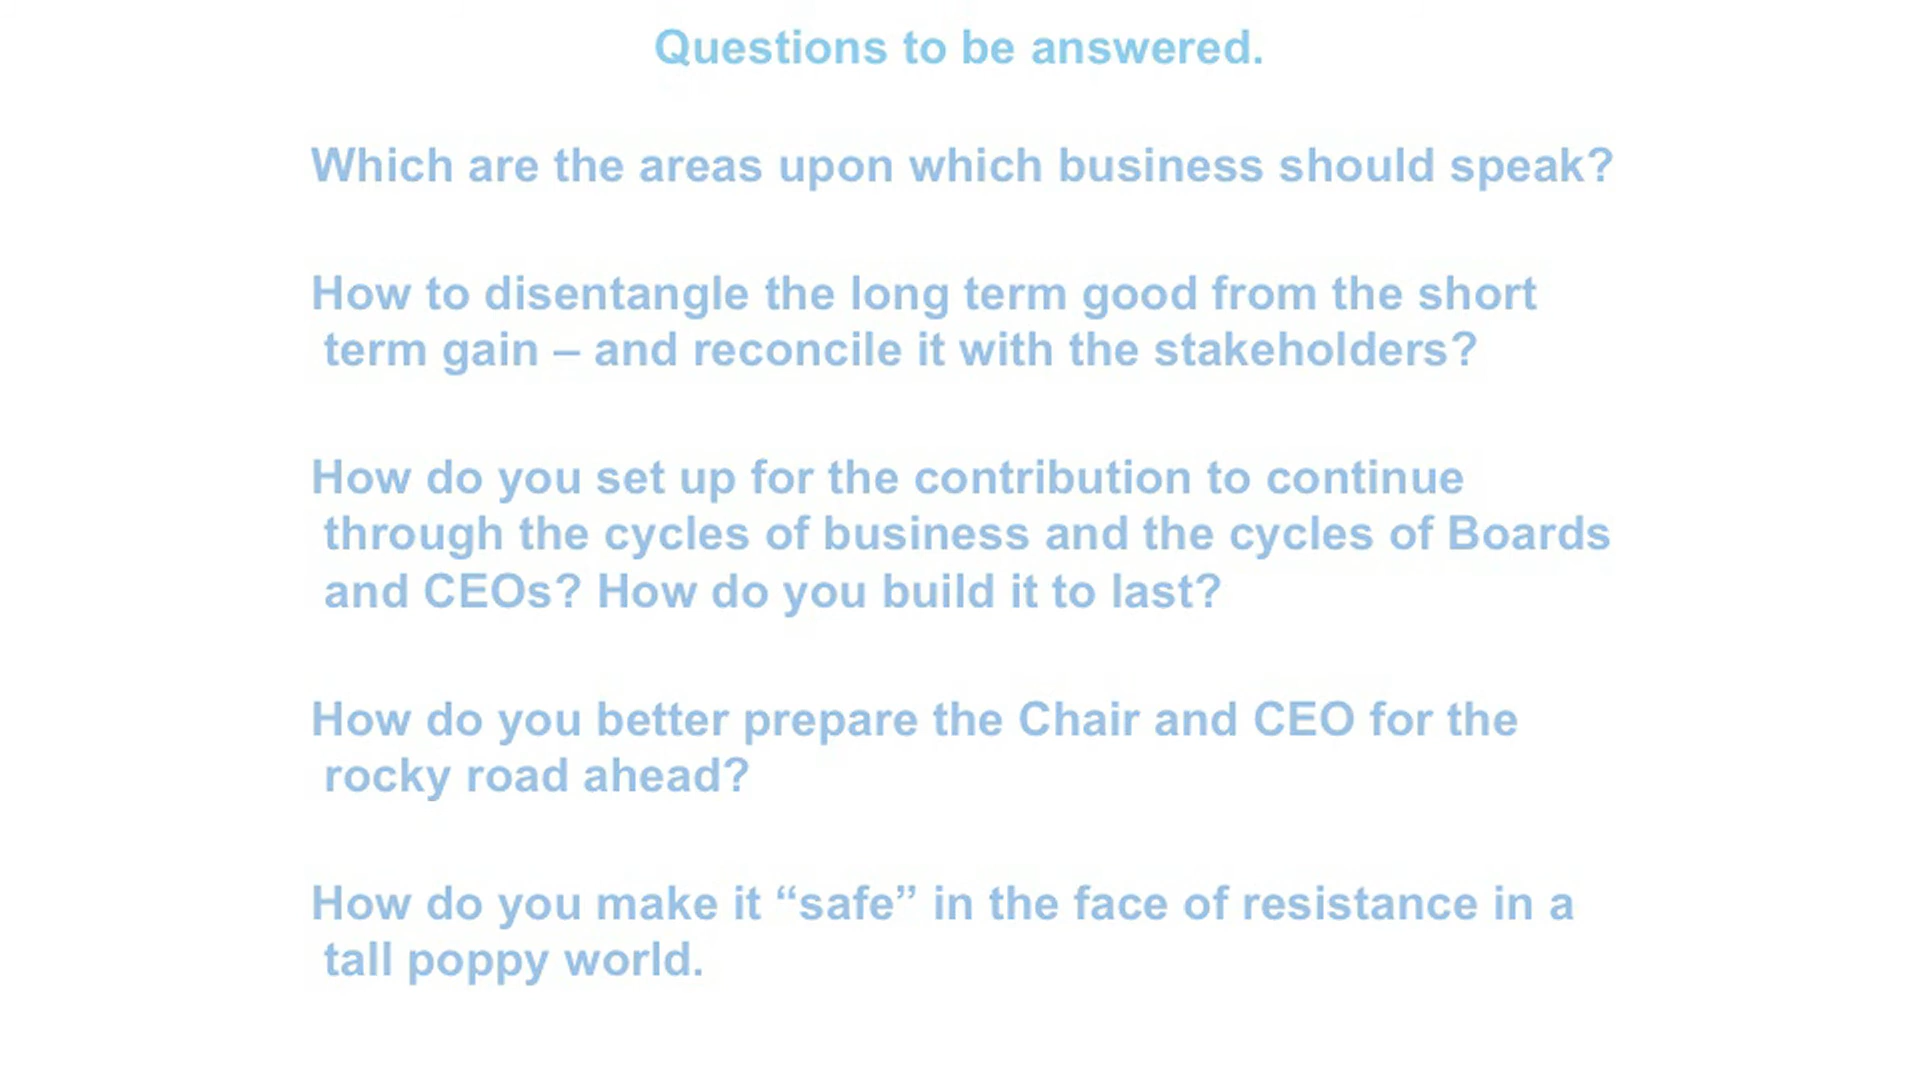 Questions to be answered.
Which are the areas upon which business should speak?
How to disentangle the long term good from the short
term gain – and reconcile it with the stakeholders?
How do you set up for the contribution to continue
through the cycles of business and the cycles of Boards
and CEOs? How do you build it to last?
How do you better prepare the Chair and CEO for the
rocky road ahead?
How do you make it “safe” in the face of resistance in a
tall poppy world.